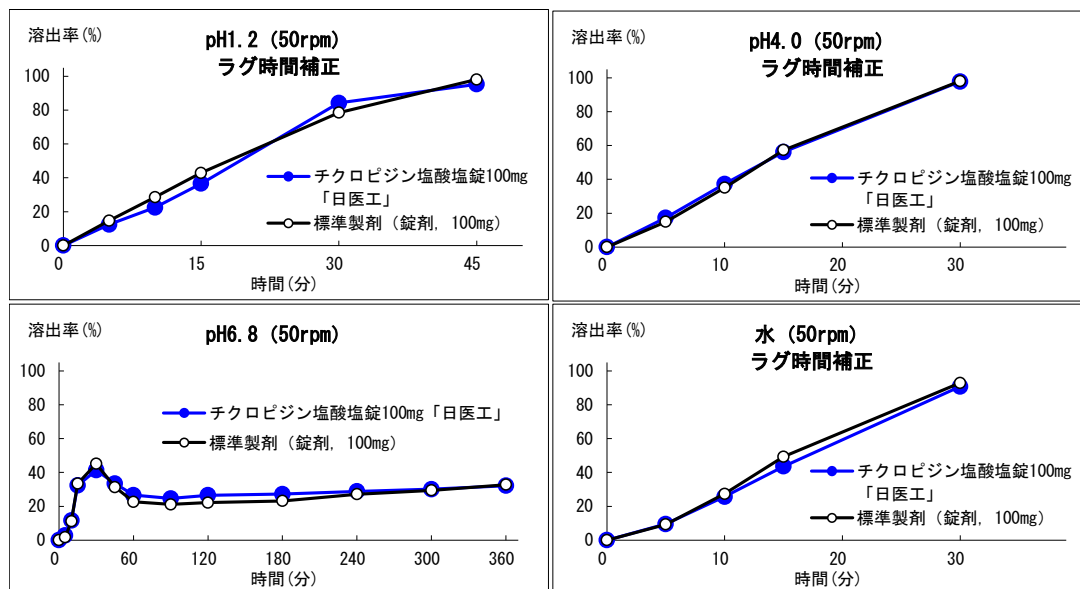 溶出率(%)
pH1.2 (50rpm)
ラグ時間補正
100
80
60
40
20
0
チクロピジン塩酸塩錠100mg
「日医工」
標準製剤（錠剤, 100mg）
0 15 30 45
時間(分)
溶出率(%)
pH4.0 (50rpm)
ラグ時間補正
100
80
60
40
20
0
チクロピジン塩酸塩錠100mg
「日医工」
標準製剤（錠剤, 100mg）
0 10 20 30
時間(分)
溶出率(%)
pH6.8 (50rpm)
100
80
60
40
20
0
チクロピジン塩酸塩錠100mg「日医工」
標準製剤（錠剤, 100mg）
0 60 120 180 240 300 360
時間(分)
溶出率(%)
水 (50rpm)
ラグ時間補正
100
80
60
40
20
0
チクロピジン塩酸塩錠100mg
「日医工」
標準製剤（錠剤, 100mg）
0 10 20 30
時間(分)